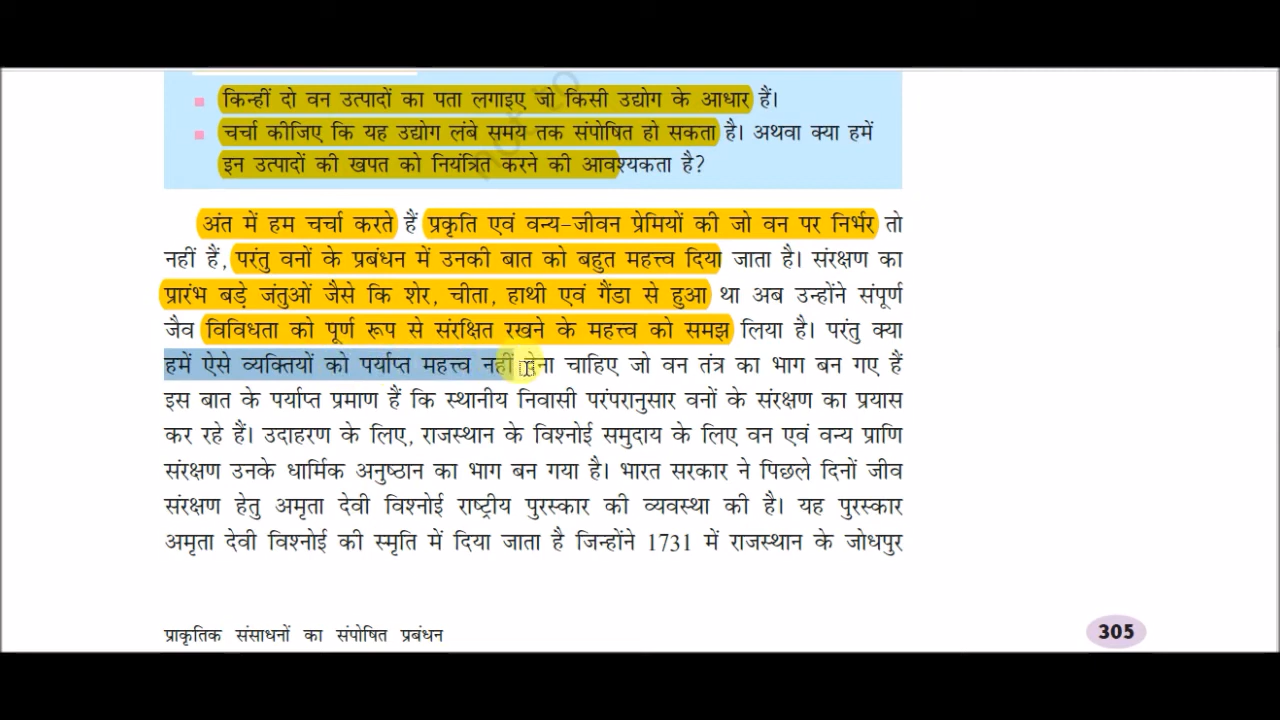 किन्हीं दो वन उत्पादों का पता लगाइए जो किसी उद्योग के आधार हैं।
चर्चा कीजिए कि यह उद्योग लंबे समय तक संपोषित हो सकता है। अथवा क्या हमें
इन उत्पादों की खपत को नियंत्रित करने की आवश्यकता है?
अंत में हम चर्चा करते हैं प्रकृति एवं वन्य-जीवन प्रेमियों की जो वन पर निर्भर तो
नहीं हैं, परंतु वनों के प्रबंधन में उनकी बात को बहुत महत्त्व दिया जाता है। संरक्षण का
प्रारंभ बड़े जंतुओं जैसे कि शेर, चीता, हाथी एवं गैंडा से हुआ था अब उन्होंने संपूर्ण
जैव विविधता को पूर्ण रूप से संरक्षित रखने के महत्त्व को समझ लिया है। परंतु क्या
हमें ऐसे व्यक्तियों को पर्याप्त महत्त्व नहीं देना चाहिए जो वन तंत्र का भाग बन गए हैं
इस बात के पर्याप्त प्रमाण हैं कि स्थानीय निवासी परंपरानुसार वनों के संरक्षण का प्रयास
कर रहे हैं। उदाहरण के लिए, राजस्थान के विश्नोई समुदाय के लिए वन एवं वन्य प्राणि
संरक्षण उनके धार्मिक अनुष्ठान का भाग बन गया है। भारत सरकार ने पिछले दिनों जीव
संरक्षण हेतु अमृता देवी विश्नोई राष्ट्रीय पुरस्कार की व्यवस्था की है। यह पुरस्कार
अमृता देवी विश्नोई की स्मृति में दिया जाता है जिन्होंने 1731 में राजस्थान के जोधपुर
प्राकृतिक संसाधनों का संपोषित प्रबंधन
305